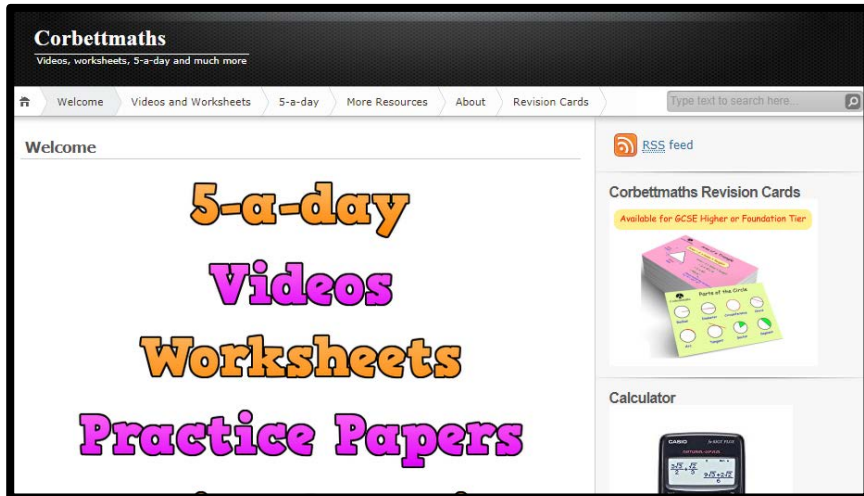 Corbettmaths
Videos, worksheets, 5-a-day and much more
Welcome
Videos and Worksheets
5-a-day
More Resources
About
Revision Cards
Type text to search here...
Welcome
5-a-day
Videos
Worksheets
Practice Papers
RSS feed
Corbettmaths Revision Cards
Available for GCSE Higher or Foundation Tier
Parts of the Circle
Calculator
CASIO